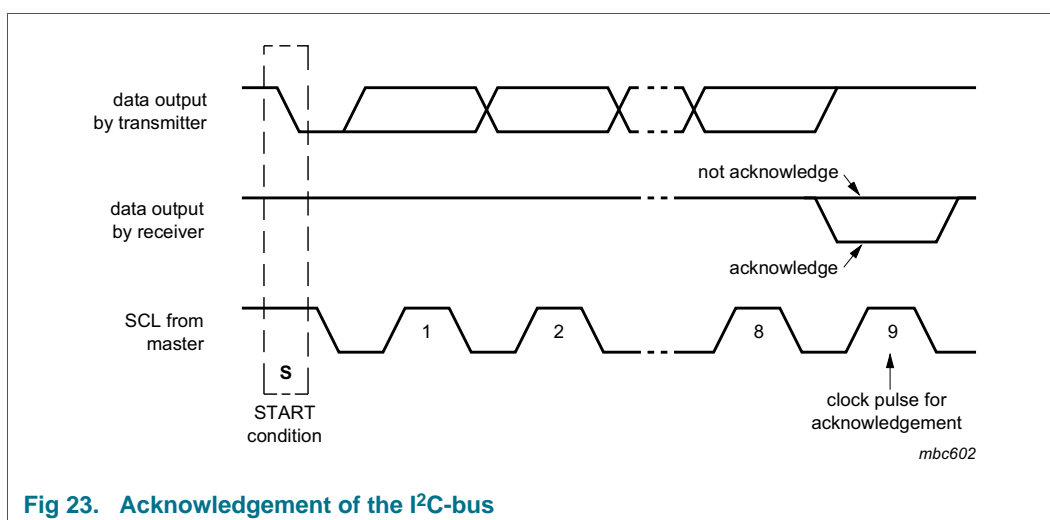 data output
by transmitter
not acknowledge
data output
by receiver
acknowledge
SCL from
master
1
2
8
9
S
START
condition
clock pulse for
acknowledgement
mbc602
Fig 23. Acknowledgement of the I²C-bus